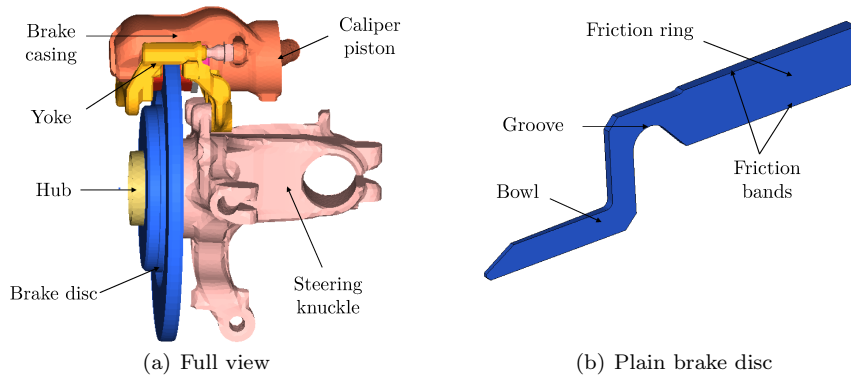 Brake
casing
Caliper
piston
Yoke
Hub
Brake disc
Steering
knuckle
(a) Full view
Friction ring
Groove
Friction
bands
Bowl
(b) Plain brake disc